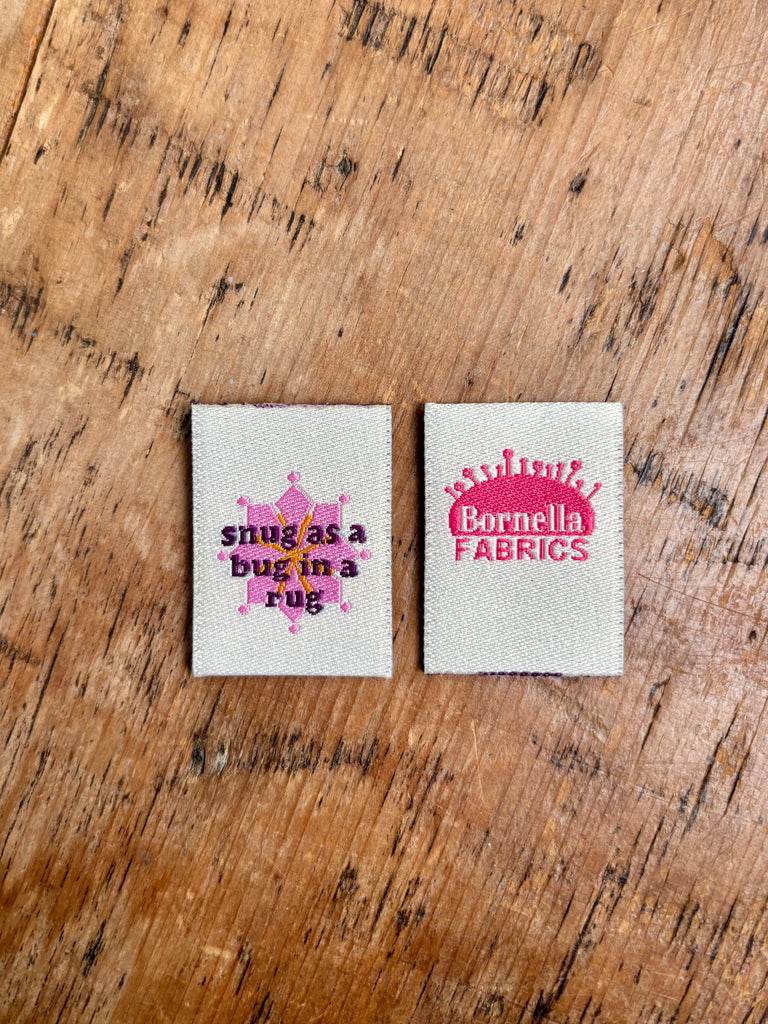 snug as a
bug in a
rug
Bornella
FABRICS